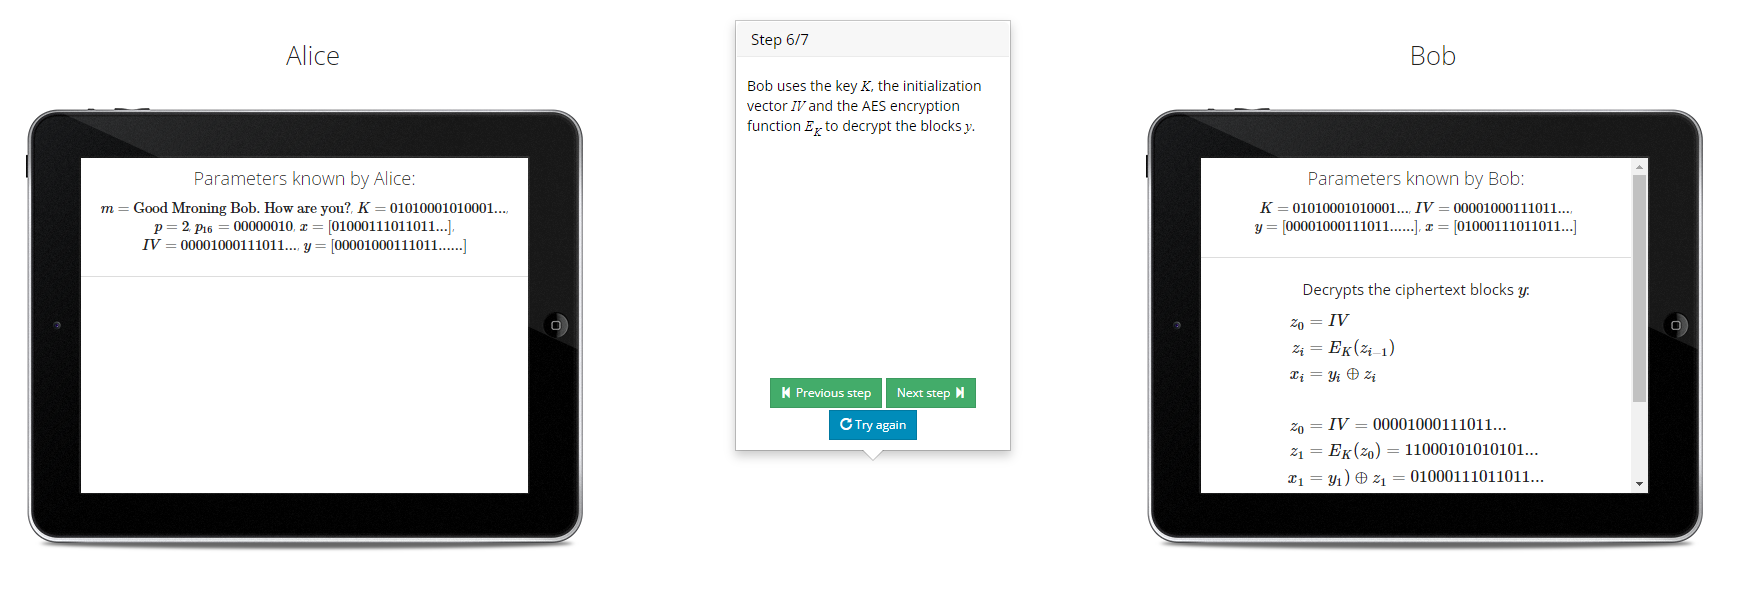 Alice
Parameters known by Alice:
m = Good Mroning Bob. How are you?, K = 01010001010001...,
p = 2, p₁₆ = 00000010, x = [01000111011011...],
IV = 00001000111011..., y = [00001000111011......]
Step 6/7
Bob uses the key K, the initialization
vector IV and the AES encryption
function E_K to decrypt the blocks y.
Previous step
Next step
Try again
Bob
Parameters known by Bob:
K = 01010001010001..., IV = 00001000111011...,
y = [00001000111011......], x = [01000111011011...]
Decrypts the ciphertext blocks y:
z₀ = IV
zᵢ = E_K(zᵢ₋₁)
xᵢ = yᵢ ⊕ zᵢ
z₀ = IV = 00001000111011...
z₁ = E_K(z₀) = 11000101010101...
x₁ = y₁) ⊕ z₁ = 01000111011011...